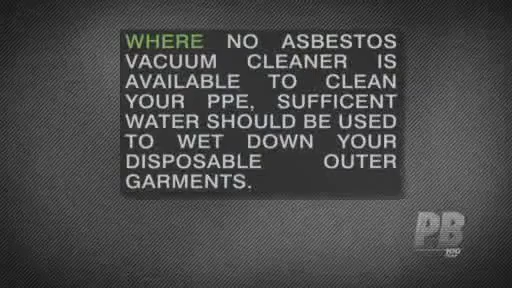 WHERE NO ASBESTOS
VACUUM CLEANER IS
AVAILABLE TO CLEAN
YOUR PPE, SUFFICENT
WATER SHOULD BE USED
TO WET DOWN YOUR
DISPOSABLE OUTER
GARMENTS.
PB